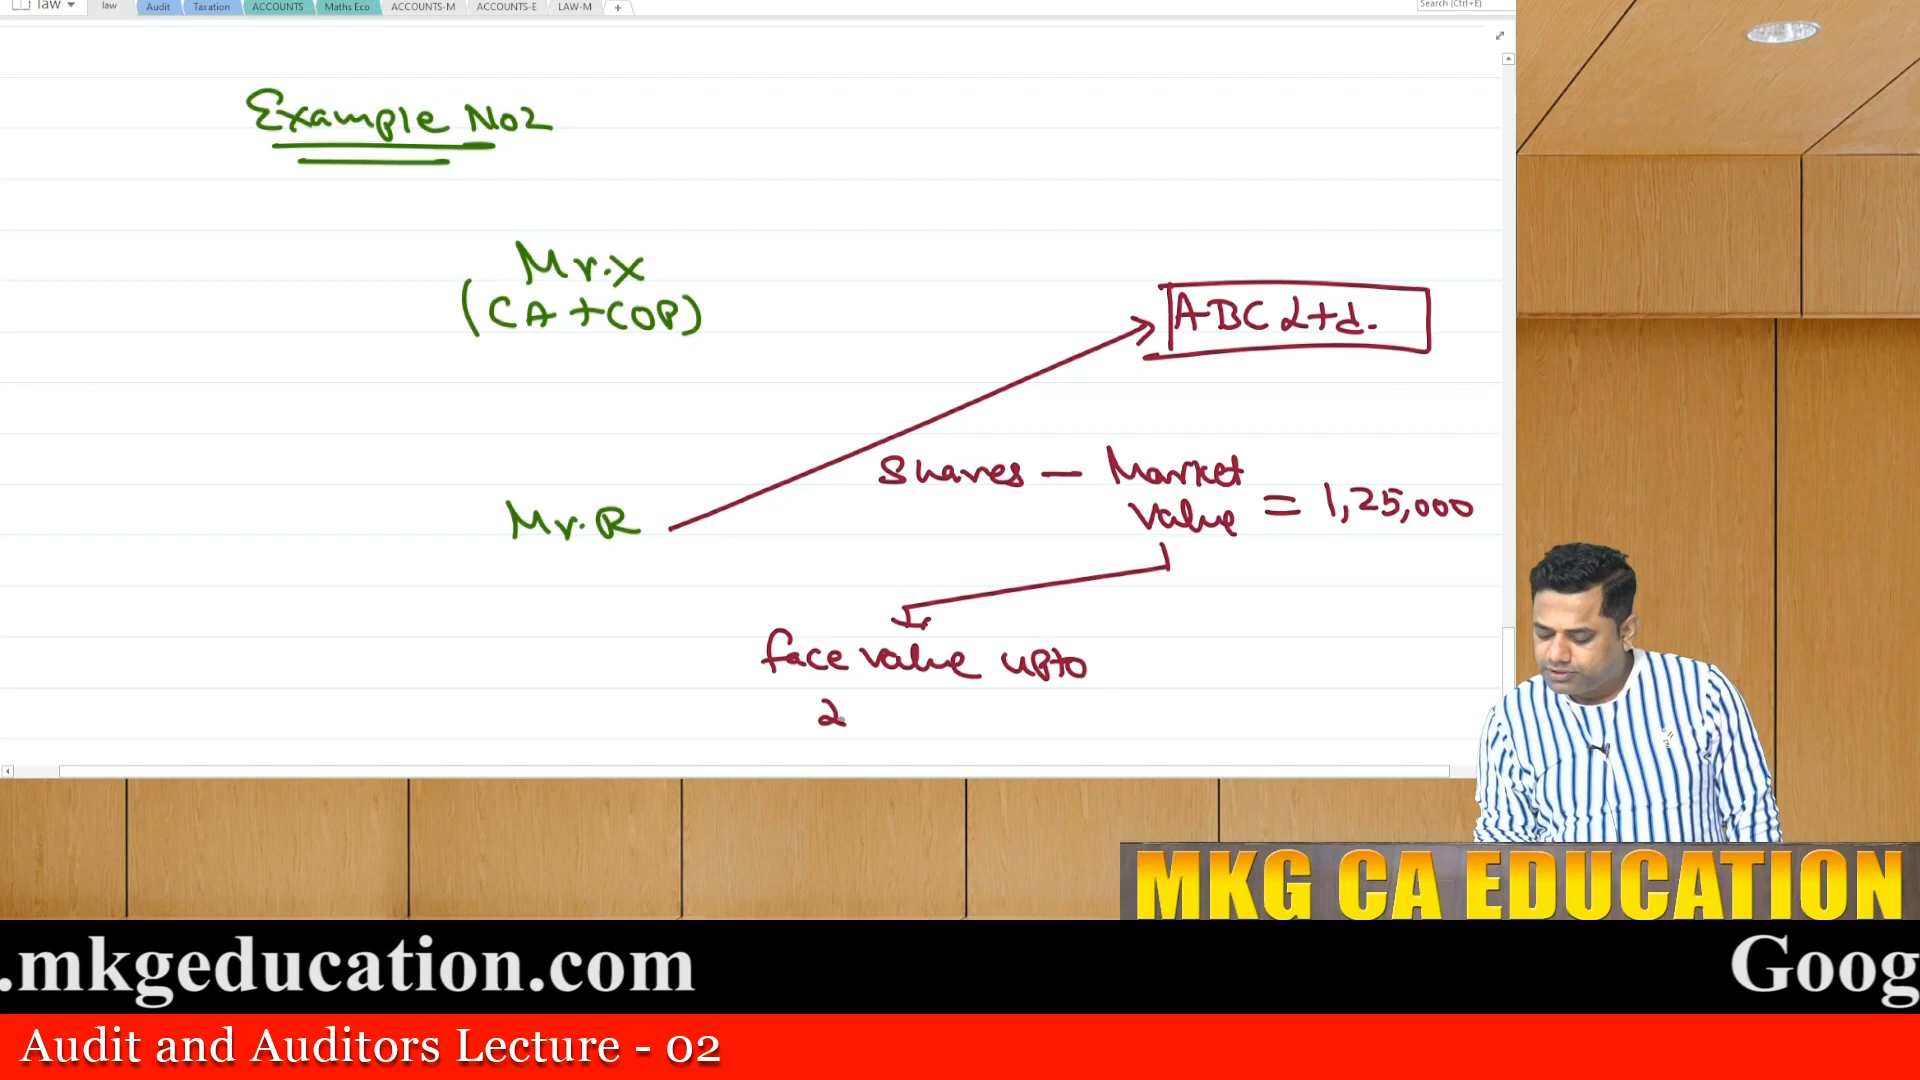 law
law
Audit
Taxation
ACCOUNTS
Maths Eco
ACCOUNTS-M
ACCOUNTS-E
LAW-M
+
Search (Ctrl+E)
Example No2
Mr.X
(CA+COP)
ABC Ltd.
Shares — Market
Value = 1,25,000
Mr.R
face value upto
2
MKG CA EDUCATION
.mkgeducation.com
Goog
Audit and Auditors Lecture - 02